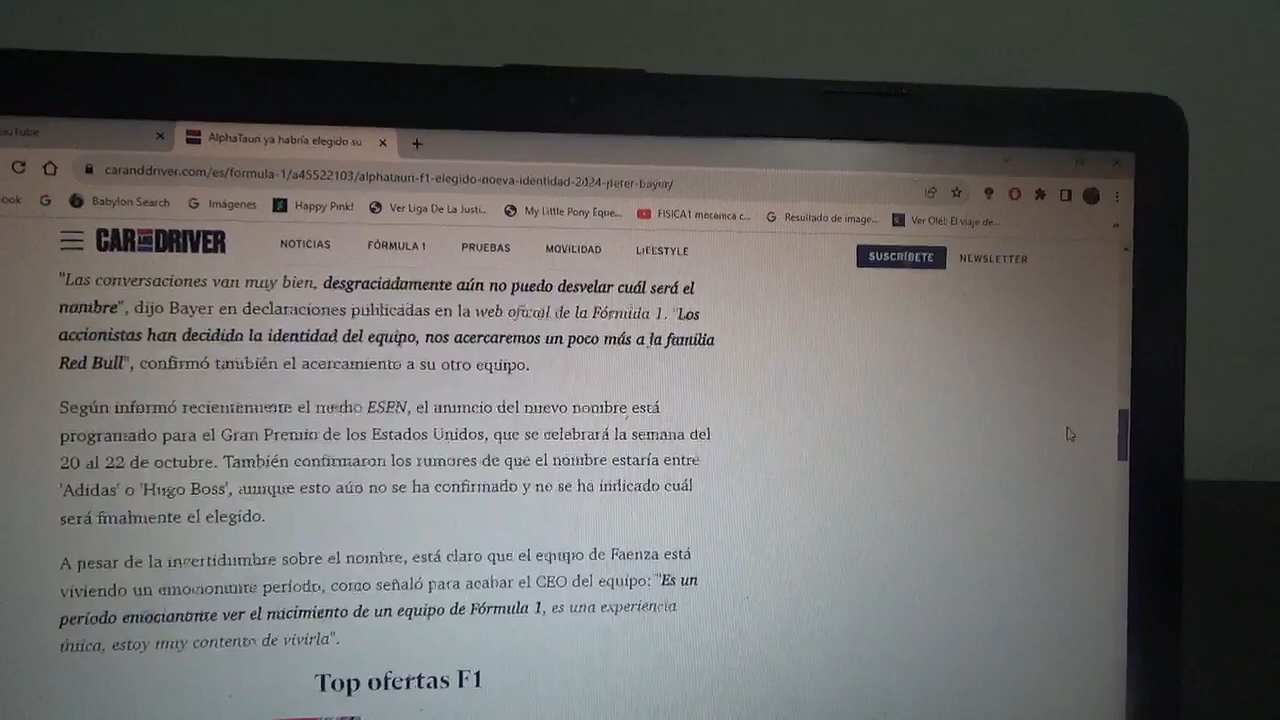 YouTube
AlphaTauri ya habría elegido su
caranddriver.com/es/formula-1/a45522103/alphatauri-f1-elegido-nueva-identidad-2024-peter-bayer/
ook G Babylon Search G Imágenes Happy Pink! Ver Liga De La Justi... My Little Pony Eque... FISICA1 mecanica c... G Resultado de image... Ver Olé!: El viaje de...
CAR AND DRIVER NOTICIAS FÓRMULA 1 PRUEBAS MOVILIDAD LIFESTYLE SUSCRÍBETE NEWSLETTER
"Las conversaciones van muy bien, desgraciadamente aún no puedo desvelar cuál será el
nombre", dijo Bayer en declaraciones publicadas en la web oficial de la Fórmula 1. "Los
accionistas han decidido la identidad del equipo, nos acercaremos un poco más a la familia
Red Bull", confirmó también el acercamiento a su otro equipo.
Según informó recientemente el medio ESEN, el anuncio del nuevo nombre está
programado para el Gran Premio de los Estados Unidos, que se celebrará la semana del
20 al 22 de octubre. También confirmaron los rumores de que el nombre estaría entre
'Adidas' o 'Hugo Boss', aunque esto aún no se ha confirmado y no se ha indicado cuál
será finalmente el elegido.
A pesar de la incertidumbre sobre el nombre, está claro que el equipo de Faenza está
viviendo un emocionante período, como señaló para acabar el CEO del equipo: "Es un
período emocionante ver el nacimiento de un equipo de Fórmula 1, es una experiencia
única, estoy muy contento de vivirla".
Top ofertas F1